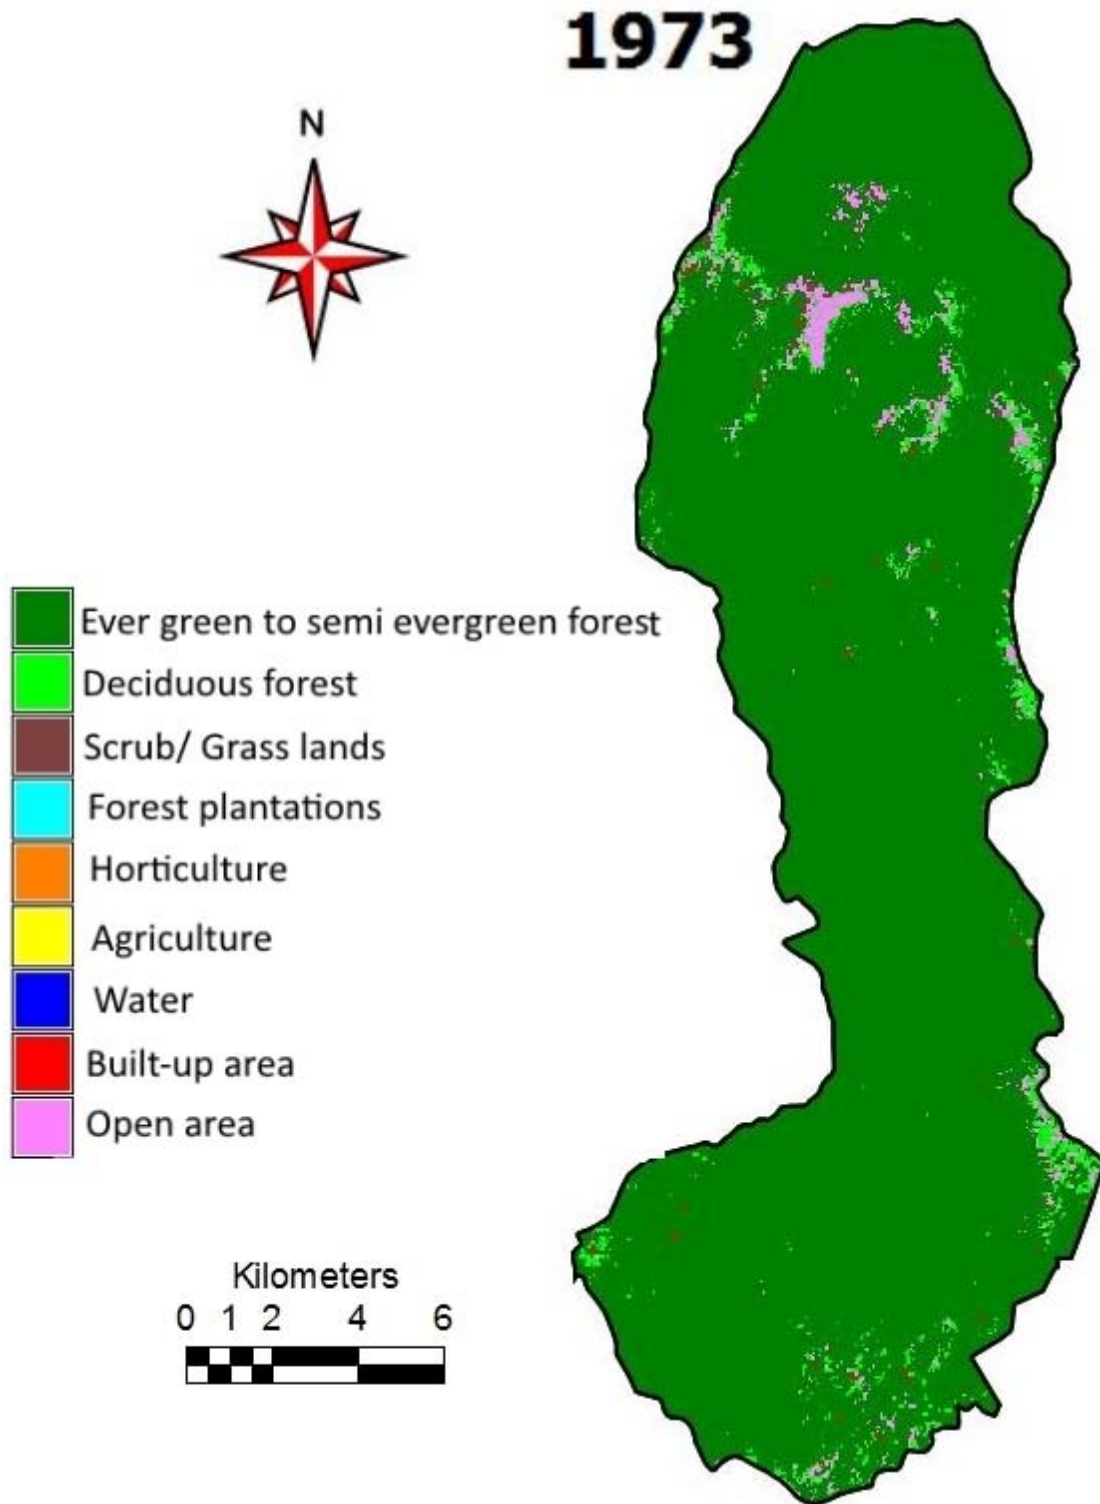 1973
N
Ever green to semi evergreen forest
Deciduous forest
Scrub/ Grass lands
Forest plantations
Horticulture
Agriculture
Water
Built-up area
Open area
Kilometers
0 1 2 4 6